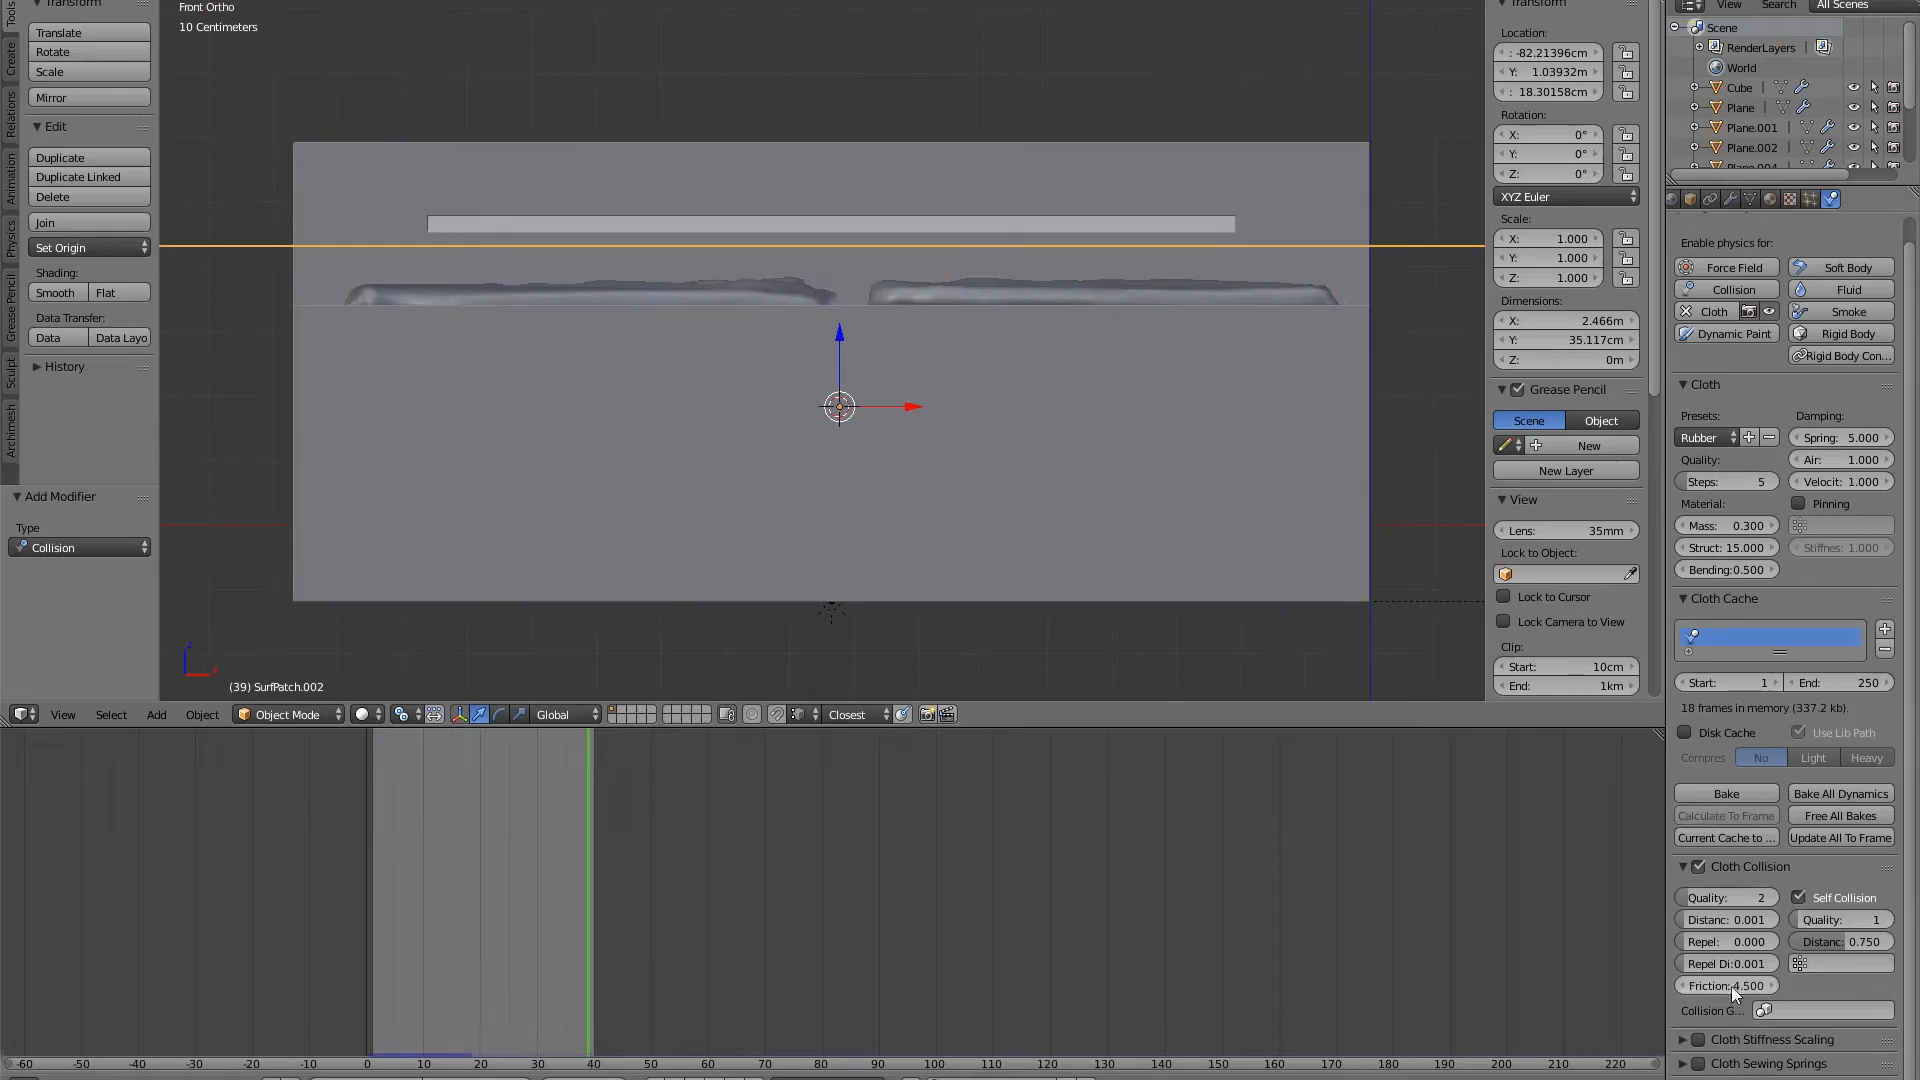 Transform
Translate
Rotate
Scale
Mirror
Edit
Duplicate
Duplicate Linked
Delete
Join
Set Origin
Shading:
Smooth Flat
Data Transfer:
Data Data Layo
History
Add Modifier
Type
Collision
Tools
Create
Relations
Animation
Physics
Grease Pencil
Sculpt
Archimesh
Front Ortho
10 Centimeters
(39) SurfPatch.002
View Select Add Object Object Mode Global Closest
Transform
Location:
: -82.21396cm
Y: 1.03932m
: 18.30158cm
Rotation:
X: 0°
Y: 0°
Z: 0°
XYZ Euler
Scale:
X: 1.000
Y: 1.000
Z: 1.000
Dimensions:
X: 2.466m
Y: 35.117cm
Z: 0m
Grease Pencil
Scene Object
New
New Layer
View
Lens: 35mm
Lock to Object:
Lock to Cursor
Lock Camera to View
Clip:
Start: 10cm
End: 1km
View Search All Scenes
Scene
RenderLayers
World
Cube
Plane
Plane.001
Plane.002
Plane.004
Enable physics for:
Force Field Soft Body
Collision Fluid
Cloth Smoke
Dynamic Paint Rigid Body
Rigid Body Con...
Cloth
Presets: Damping:
Rubber Spring: 5.000
Quality: Air: 1.000
Steps: 5 Velocit: 1.000
Material: Pinning
Mass: 0.300
Struct: 15.000 Stiffnes: 1.000
Bending:0.500
Cloth Cache
Start: 1 End: 250
18 frames in memory (337.2 kb).
Disk Cache Use Lib Path
Compres No Light Heavy
Bake Bake All Dynamics
Calculate To Frame Free All Bakes
Current Cache to ... Update All To Frame
Cloth Collision
Quality: 2 Self Collision
Distanc: 0.001 Quality: 1
Repel: 0.000 Distanc: 0.750
Repel Di:0.001
Friction: 4.500
Collision G...
Cloth Stiffness Scaling
Cloth Sewing Springs
-60 -50 -40 -30 -20 -10 0 10 20 30 40 50 60 70 80 90 100 110 120 130 140 150 160 170 180 190 200 210 220